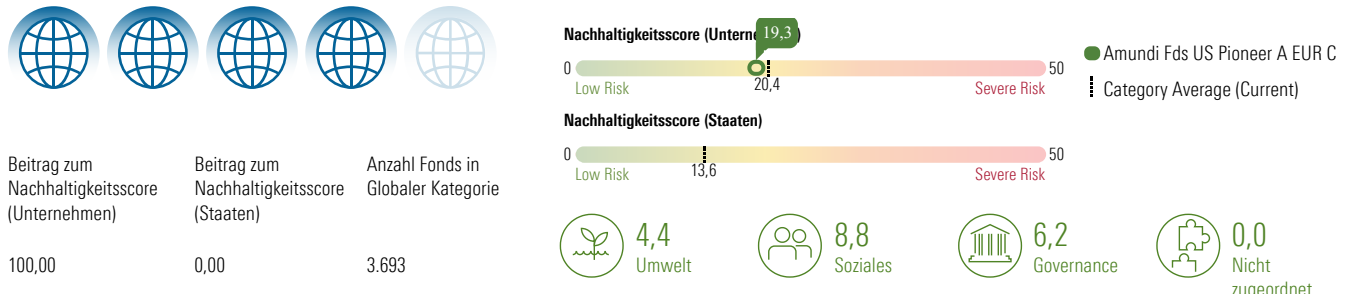 Beitrag zum
Nachhaltigkeitsscore
(Unternehmen)
100,00
Beitrag zum
Nachhaltigkeitsscore
(Staaten)
0,00
Anzahl Fonds in
Globaler Kategorie
3.693
Nachhaltigkeitsscore (Untern
19,3
0
50
Low Risk
20,4
Severe Risk
Nachhaltigkeitsscore (Staaten)
0
50
Low Risk
13,6
Severe Risk
Amundi Fds US Pioneer A EUR C
Category Average (Current)
4,4
Umwelt
8,8
Soziales
6,2
Governance
0,0
Nicht
zugeordnet